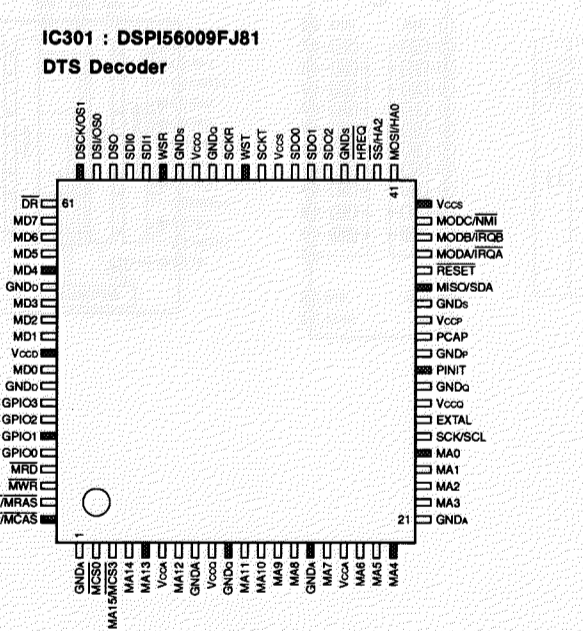 IC301 : DSPI56009FJ81
DTS Decoder
DSCK/OS1
DSI/OS0
DSO
SDI0
SDI1
WSR
GNDs
VccQ
GNDQ
SCKR
WST
SCKT
Vccs
SDO0
SDO1
SDO2
GNDs
HREQ
SS/HA2
MOSI/HA0
61
41
DR
MD7
MD6
MD5
MD4
GNDD
MD3
MD2
MD1
VccD
MD0
GNDD
GPIO3
GPIO2
GPIO1
GPIO0
MRD
MWR
/MRAS
/MCAS
Vccs
MODC/NMI
MODB/IRQB
MODA/IRQA
RESET
MISO/SDA
GNDs
VccP
PCAP
GNDP
PINIT
GNDQ
VccQ
EXTAL
SCK/SCL
MA0
MA1
MA2
MA3
GNDA
1
21
GNDA
MCS0
MA15/MCS3
MA14
MA13
VccA
MA12
GNDA
VccQ
GNDQ
MA11
MA10
MA9
MA8
GNDA
MA7
VccA
MA6
MA5
MA4